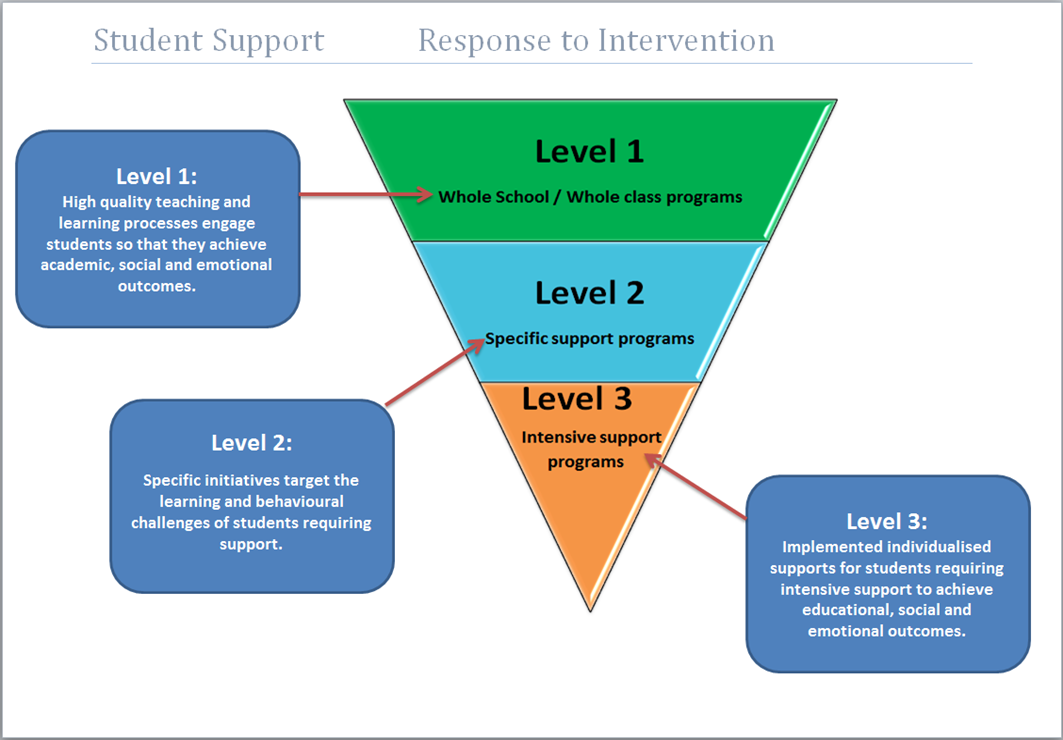 Student Support Response to Intervention
Level 1
Whole School / Whole class programs
Level 1:
High quality teaching and
learning processes engage
students so that they achieve
academic, social and emotional
outcomes.
Level 2
Specific support programs
Level 2:
Specific initiatives target the
learning and behavioural
challenges of students requiring
support.
Level 3
Intensive support
programs
Level 3:
Implemented individualised
supports for students requiring
intensive support to achieve
educational, social and
emotional outcomes.